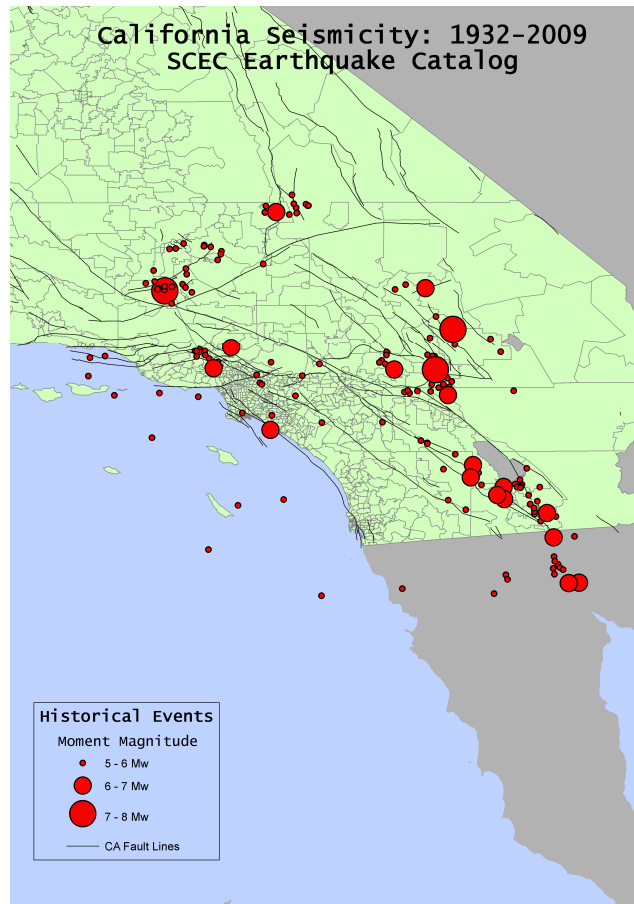 California Seismicity: 1932-2009
SCEC Earthquake Catalog
Historical Events
Moment Magnitude
5 - 6 Mw
6 - 7 Mw
7 - 8 Mw
CA Fault Lines